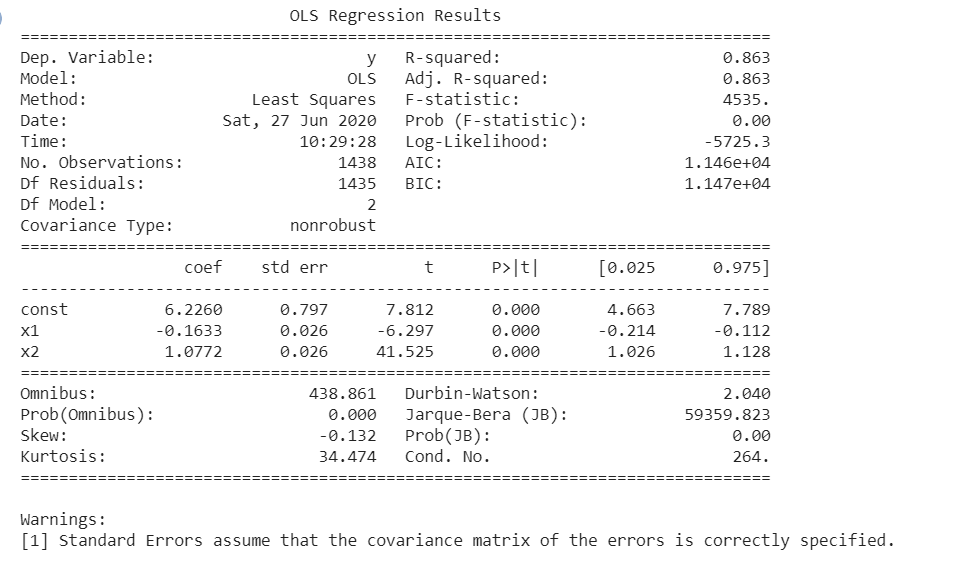 OLS Regression Results
==============================================================================
Dep. Variable: y R-squared: 0.863
Model: OLS Adj. R-squared: 0.863
Method: Least Squares F-statistic: 4535.
Date: Sat, 27 Jun 2020 Prob (F-statistic): 0.00
Time: 10:29:28 Log-Likelihood: -5725.3
No. Observations: 1438 AIC: 1.146e+04
Df Residuals: 1435 BIC: 1.147e+04
Df Model: 2
Covariance Type: nonrobust
==============================================================================
coef std err t P>|t| [0.025 0.975]
------------------------------------------------------------------------------
const 6.2260 0.797 7.812 0.000 4.663 7.789
x1 -0.1633 0.026 -6.297 0.000 -0.214 -0.112
x2 1.0772 0.026 41.525 0.000 1.026 1.128
==============================================================================
Omnibus: 438.861 Durbin-Watson: 2.040
Prob(Omnibus): 0.000 Jarque-Bera (JB): 59359.823
Skew: -0.132 Prob(JB): 0.00
Kurtosis: 34.474 Cond. No. 264.
==============================================================================
Warnings:
[1] Standard Errors assume that the covariance matrix of the errors is correctly specified.